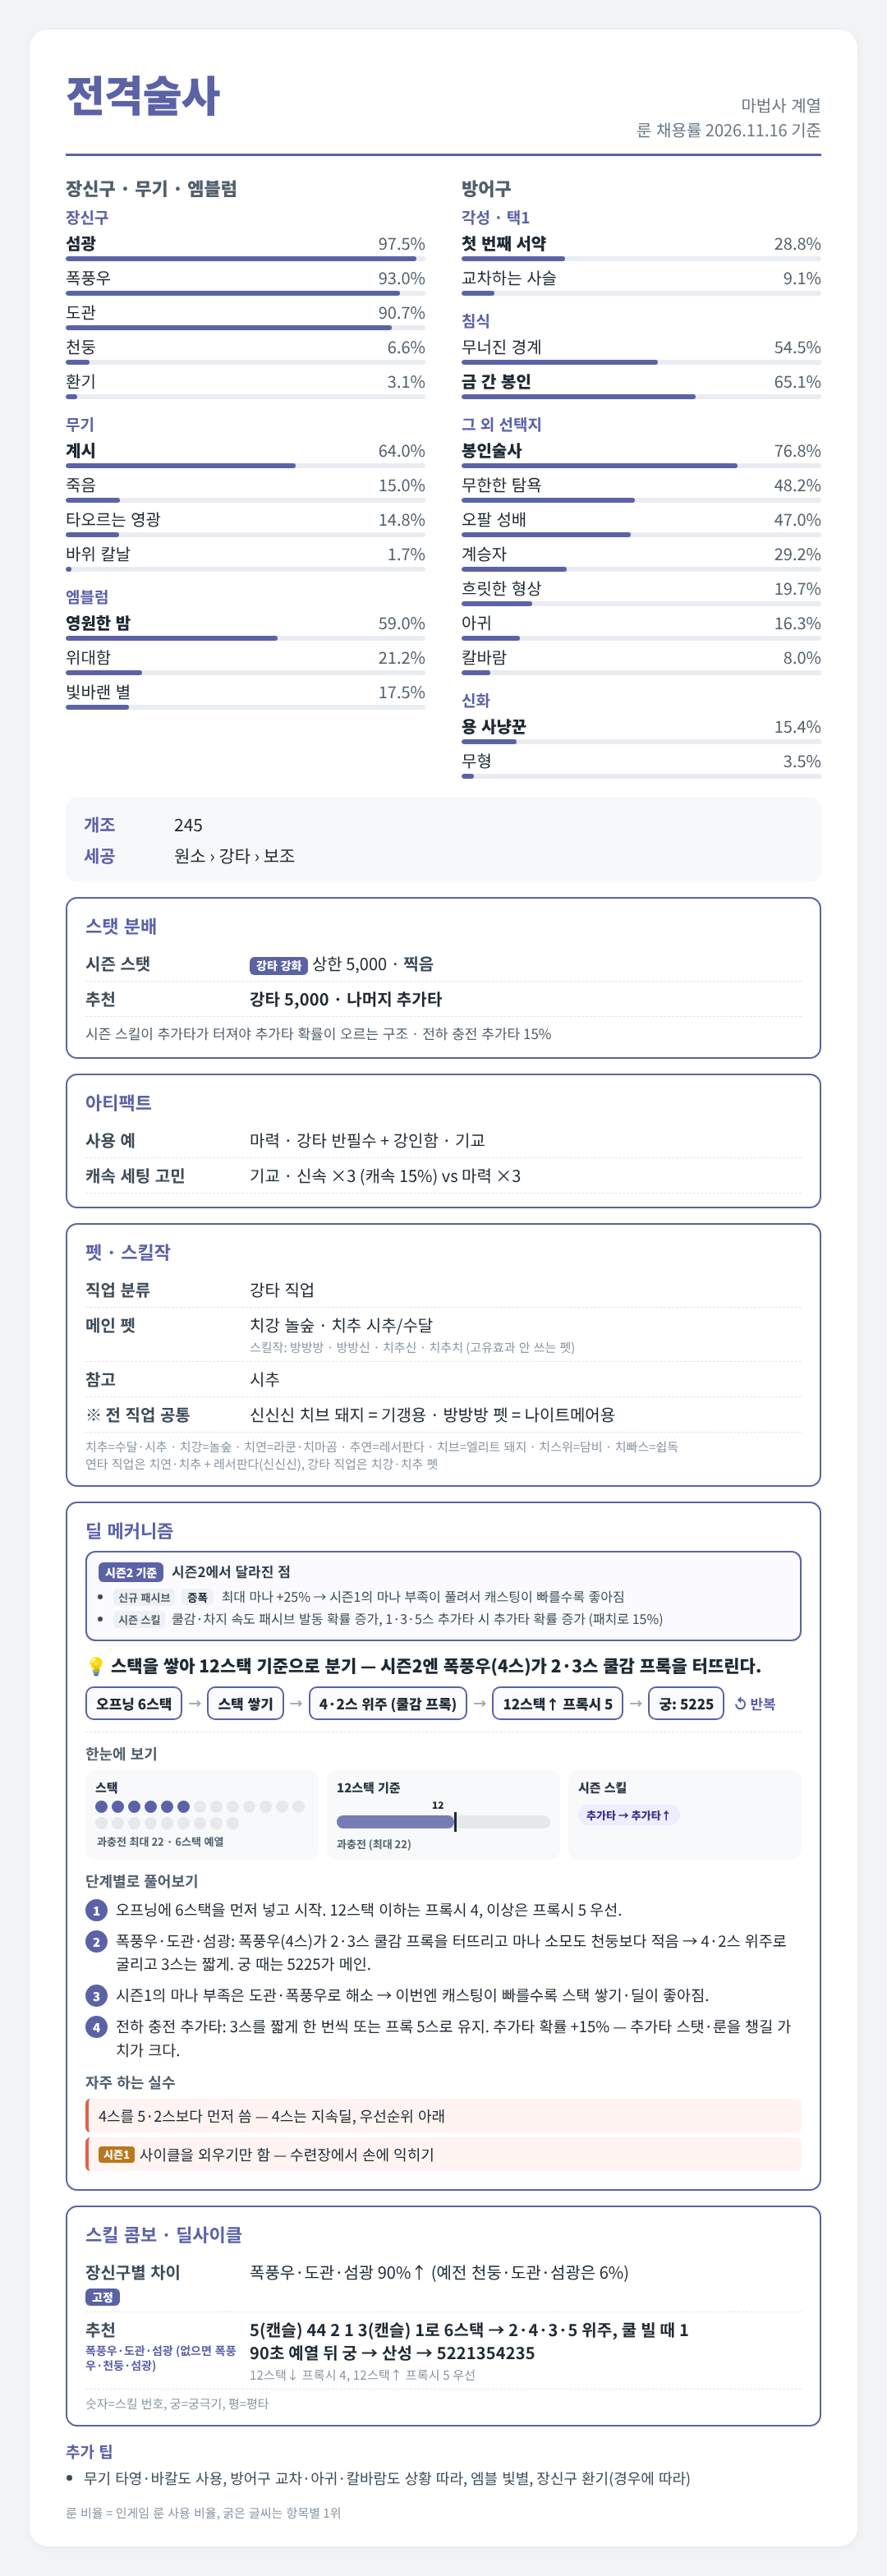 전격술사
마법사 계열
룬 채용률 2026.11.16 기준
장신구 · 무기 · 엠블럼
장신구
섬광 97.5%
폭풍우 93.0%
도관 90.7%
천둥 6.6%
환기 3.1%
무기
계시 64.0%
죽음 15.0%
타오르는 영광 14.8%
바위 칼날 1.7%
엠블럼
영원한 밤 59.0%
위대함 21.2%
빛바랜 별 17.5%
방어구
각성 · 택1
첫 번째 서약 28.8%
교차하는 사슬 9.1%
침식
무너진 경계 54.5%
금 간 봉인 65.1%
그 외 선택지
봉인술사 76.8%
무한한 탐욕 48.2%
오팔 성배 47.0%
계승자 29.2%
흐릿한 형상 19.7%
아귀 16.3%
칼바람 8.0%
신화
용 사냥꾼 15.4%
무형 3.5%
개조 245
세공 원소 › 강타 › 보조
스탯 분배
시즌 스탯 강타 강화 상한 5,000 · 찍음
추천 강타 5,000 · 나머지 추가타
시즌 스킬이 추가타가 터져야 추가타 확률이 오르는 구조 · 전하 충전 추가타 15%
아티팩트
사용 예 마력 · 강타 반필수 + 강인함 · 기교
캐속 세팅 고민 기교 · 신속 ×3 (캐속 15%) vs 마력 ×3
펫 · 스킬작
직업 분류 강타 직업
메인 펫 치강 놀숲 · 치추 시추/수달
스킬작: 방방방 · 방방신 · 치추신 · 치추치 (고유효과 안 쓰는 펫)
참고 시추
※ 전 직업 공통 신신신 치브 돼지 = 기갱용 · 방방방 펫 = 나이트메어용
치추=수달·시추 · 치강=놀숲 · 치연=라쿤·치마곰 · 추연=레서판다 · 치브=엘리트 돼지 · 치스위=담비 · 치빠스=쉽독
연타 직업은 치연·치추 + 레서판다(신신신), 강타 직업은 치강·치추 펫
딜 메커니즘
시즌2 기준 시즌2에서 달라진 점
• 신규 패시브 증폭 최대 마나 +25% → 시즌1의 마나 부족이 풀려서 캐스팅이 빠를수록 좋아짐
• 시즌 스킬 쿨감·차지 속도 패시브 발동 확률 증가, 1·3·5스 추가타 시 추가타 확률 증가 (패치로 15%)
💡 스택을 쌓아 12스택 기준으로 분기 — 시즌2엔 폭풍우(4스)가 2·3스 쿨감 프록을 터뜨린다.
오프닝 6스택 → 스택 쌓기 → 4·2스 위주 (쿨감 프록) → 12스택↑ 프록시 5 → 궁: 5225 ↺ 반복
한눈에 보기
스택
과충전 최대 22 · 6스택 예열
12스택 기준
12
과충전 (최대 22)
시즌 스킬
추가타 → 추가타↑
단계별로 풀어보기
1 오프닝에 6스택을 먼저 넣고 시작. 12스택 이하는 프록시 4, 이상은 프록시 5 우선.
2 폭풍우·도관·섬광: 폭풍우(4스)가 2·3스 쿨감 프록을 터뜨리고 마나 소모도 천둥보다 적음 → 4·2스 위주로
굴리고 3스는 짧게. 궁 때는 5225가 메인.
3 시즌1의 마나 부족은 도관·폭풍우로 해소 → 이번엔 캐스팅이 빠를수록 스택 쌓기·딜이 좋아짐.
4 전하 충전 추가타: 3스를 짧게 한 번씩 또는 프록 5스로 유지. 추가타 확률 +15% — 추가타 스탯·룬을 챙길 가
치가 크다.
자주 하는 실수
4스를 5·2스보다 먼저 씀 — 4스는 지속딜, 우선순위 아래
시즌1 사이클을 외우기만 함 — 수련장에서 손에 익히기
스킬 콤보 · 딜사이클
장신구별 차이 폭풍우·도관·섬광 90%↑ (예전 천둥·도관·섬광은 6%)
고정
추천 5(캔슬) 44 2 1 3(캔슬) 1로 6스택 → 2·4·3·5 위주, 쿨 빌 때 1
90초 예열 뒤 궁 → 산성 → 5221354235
폭풍우·도관·섬광 (없으면 폭풍
우·천둥·섬광)
12스택↓ 프록시 4, 12스택↑ 프록시 5 우선
숫자=스킬 번호, 궁=궁극기, 평=평타
추가 팁
• 무기 타영·바칼도 사용, 방어구 교차·아귀·칼바람도 상황 따라, 엠블 빛별, 장신구 환기(경우에 따라)
룬 비율 = 인게임 룬 사용 비율, 굵은 글씨는 항목별 1위